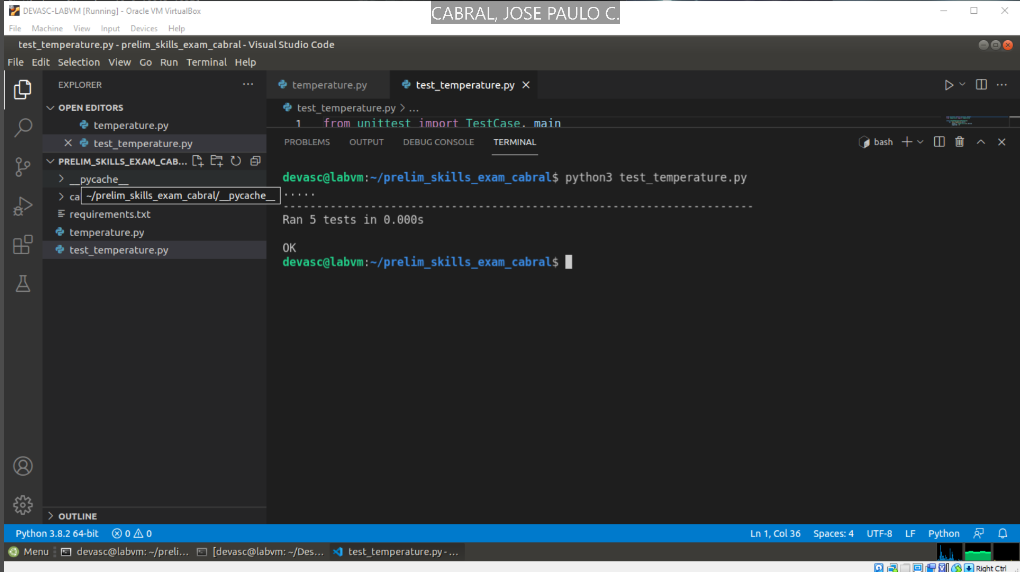 DEVASC-LABVM [Running] - Oracle VM VirtualBox
CABRAL, JOSE PAULO C.
File Machine View Input Devices Help
test_temperature.py - prelim_skills_exam_cabral - Visual Studio Code
File Edit Selection View Go Run Terminal Help
EXPLORER
temperature.py
test_temperature.py
OPEN EDITORS
temperature.py
test_temperature.py
PRELIM_SKILLS_EXAM_CAB...
__pycache__
ca
~/prelim_skills_exam_cabral/__pycache__
requirements.txt
temperature.py
test_temperature.py
OUTLINE
test_temperature.py > ...
1 from unittest import TestCase, main
PROBLEMS OUTPUT DEBUG CONSOLE TERMINAL
bash
devasc@labvm:~/prelim_skills_exam_cabral$ python3 test_temperature.py
.....
----------------------------------------------------------------------
Ran 5 tests in 0.000s
OK
devasc@labvm:~/prelim_skills_exam_cabral$
Python 3.8.2 64-bit 0 0 Ln 1, Col 36 Spaces: 4 UTF-8 LF Python
Menu devasc@labvm: ~/preli... [devasc@labvm: ~/Des... test_temperature.py - ...
Right Ctrl